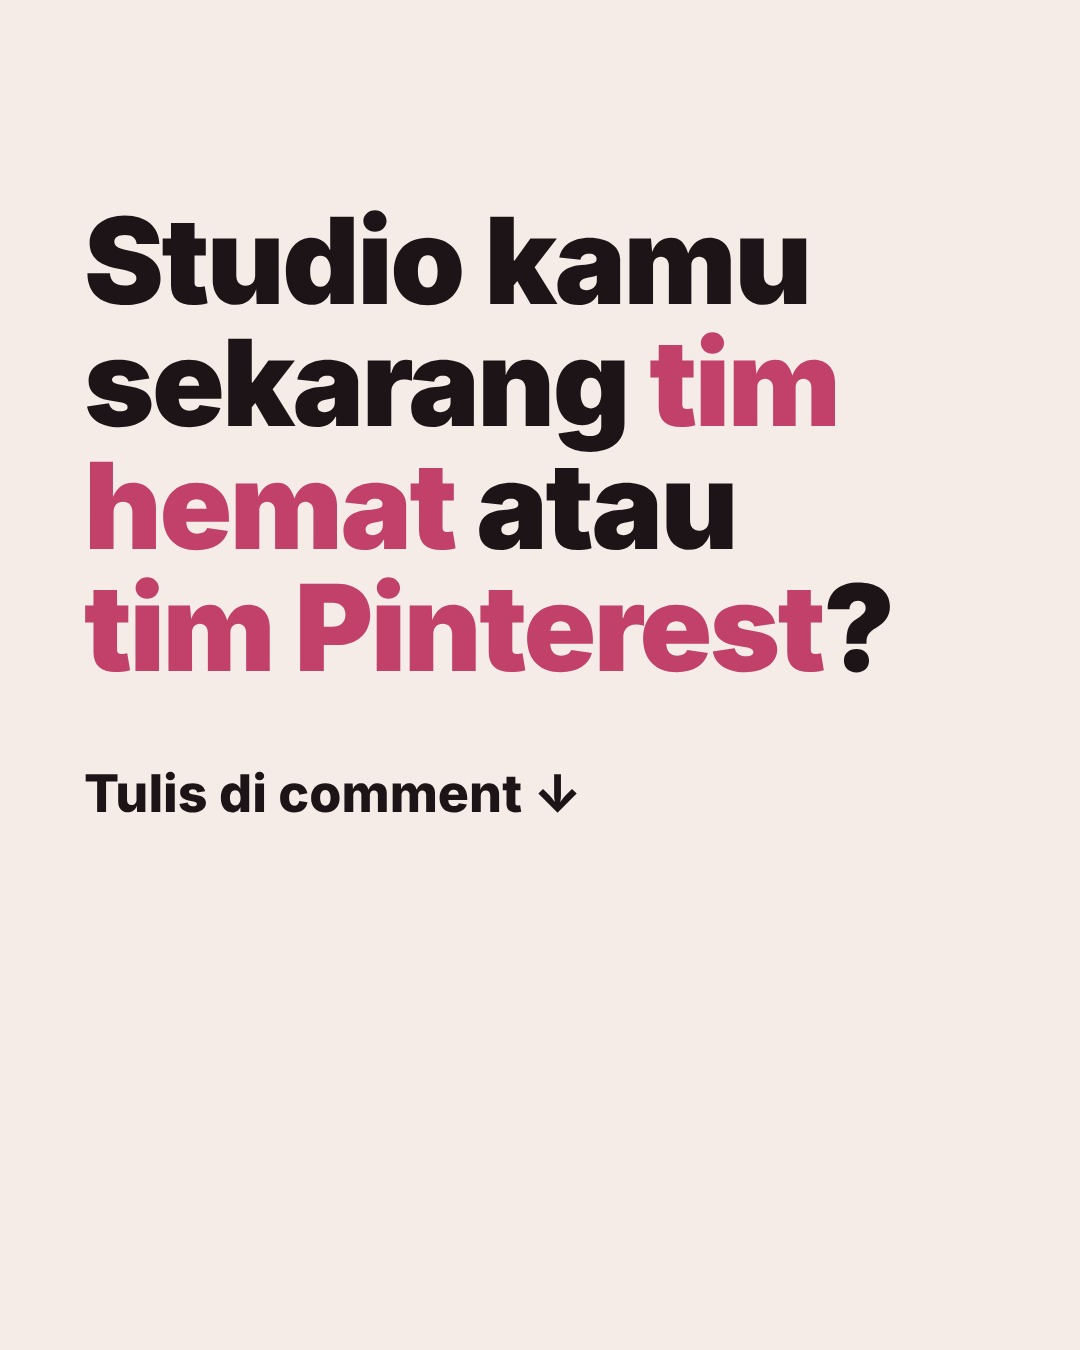 Studio kamu
sekarang tim
hemat atau
tim Pinterest?
Tulis di comment ↓